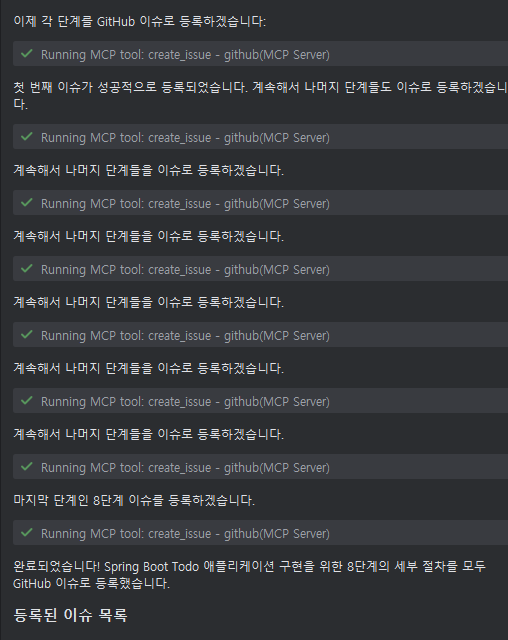 이제 각 단계를 GitHub 이슈로 등록하겠습니다:
Running MCP tool: create_issue - github(MCP Server)
첫 번째 이슈가 성공적으로 등록되었습니다. 계속해서 나머지 단계들도 이슈로 등록하겠습니
다.
Running MCP tool: create_issue - github(MCP Server)
계속해서 나머지 단계들을 이슈로 등록하겠습니다.
Running MCP tool: create_issue - github(MCP Server)
계속해서 나머지 단계들을 이슈로 등록하겠습니다.
Running MCP tool: create_issue - github(MCP Server)
계속해서 나머지 단계들을 이슈로 등록하겠습니다.
Running MCP tool: create_issue - github(MCP Server)
계속해서 나머지 단계들을 이슈로 등록하겠습니다.
Running MCP tool: create_issue - github(MCP Server)
계속해서 나머지 단계들을 이슈로 등록하겠습니다.
Running MCP tool: create_issue - github(MCP Server)
마지막 단계인 8단계 이슈를 등록하겠습니다.
Running MCP tool: create_issue - github(MCP Server)
완료되었습니다! Spring Boot Todo 애플리케이션 구현을 위한 8단계의 세부 절차를 모두
GitHub 이슈로 등록했습니다.
등록된 이슈 목록